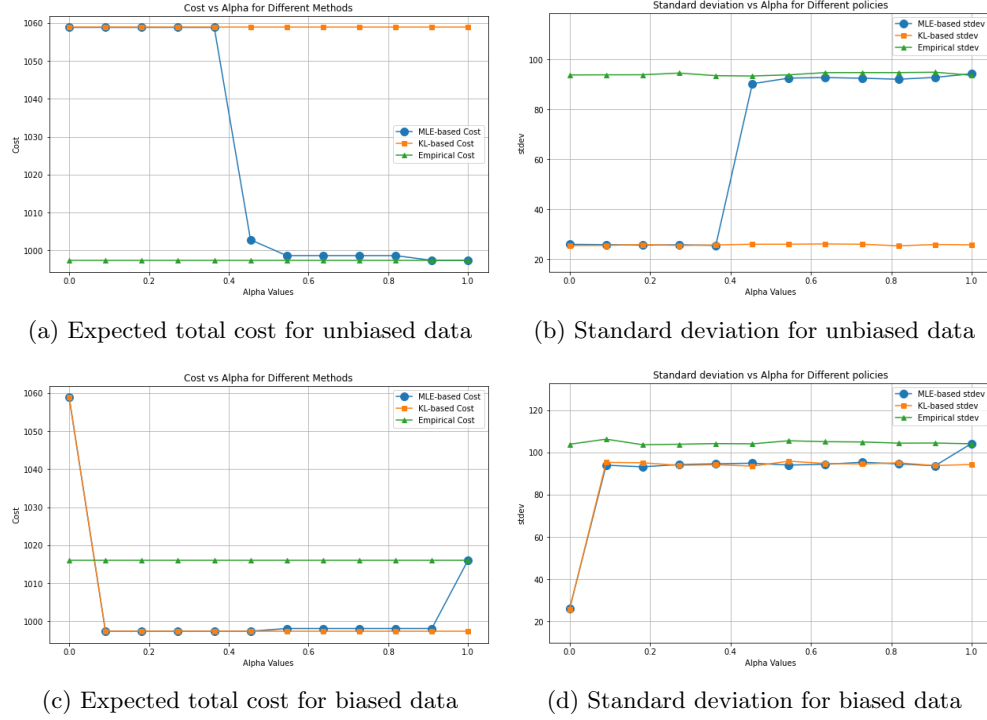 Cost vs Alpha for Different Methods
1060
1050
1040
1030
1020
1010
1000
Cost
MLE-based Cost
KL-based Cost
Empirical Cost
0.0 0.2 0.4 0.6 0.8 1.0
Alpha Values
(a) Expected total cost for unbiased data
Standard deviation vs Alpha for Different policies
100
80
60
40
20
stdev
MLE-based stdev
KL-based stdev
Empirical stdev
0.0 0.2 0.4 0.6 0.8 1.0
Alpha Values
(b) Standard deviation for unbiased data
Cost vs Alpha for Different Methods
1060
1050
1040
1030
1020
1010
1000
Cost
MLE-based Cost
KL-based Cost
Empirical Cost
0.0 0.2 0.4 0.6 0.8 1.0
Alpha Values
(c) Expected total cost for biased data
Standard deviation vs Alpha for Different policies
120
100
80
60
40
20
stdev
MLE-based stdev
KL-based stdev
Empirical stdev
0.0 0.2 0.4 0.6 0.8 1.0
Alpha Values
(d) Standard deviation for biased data